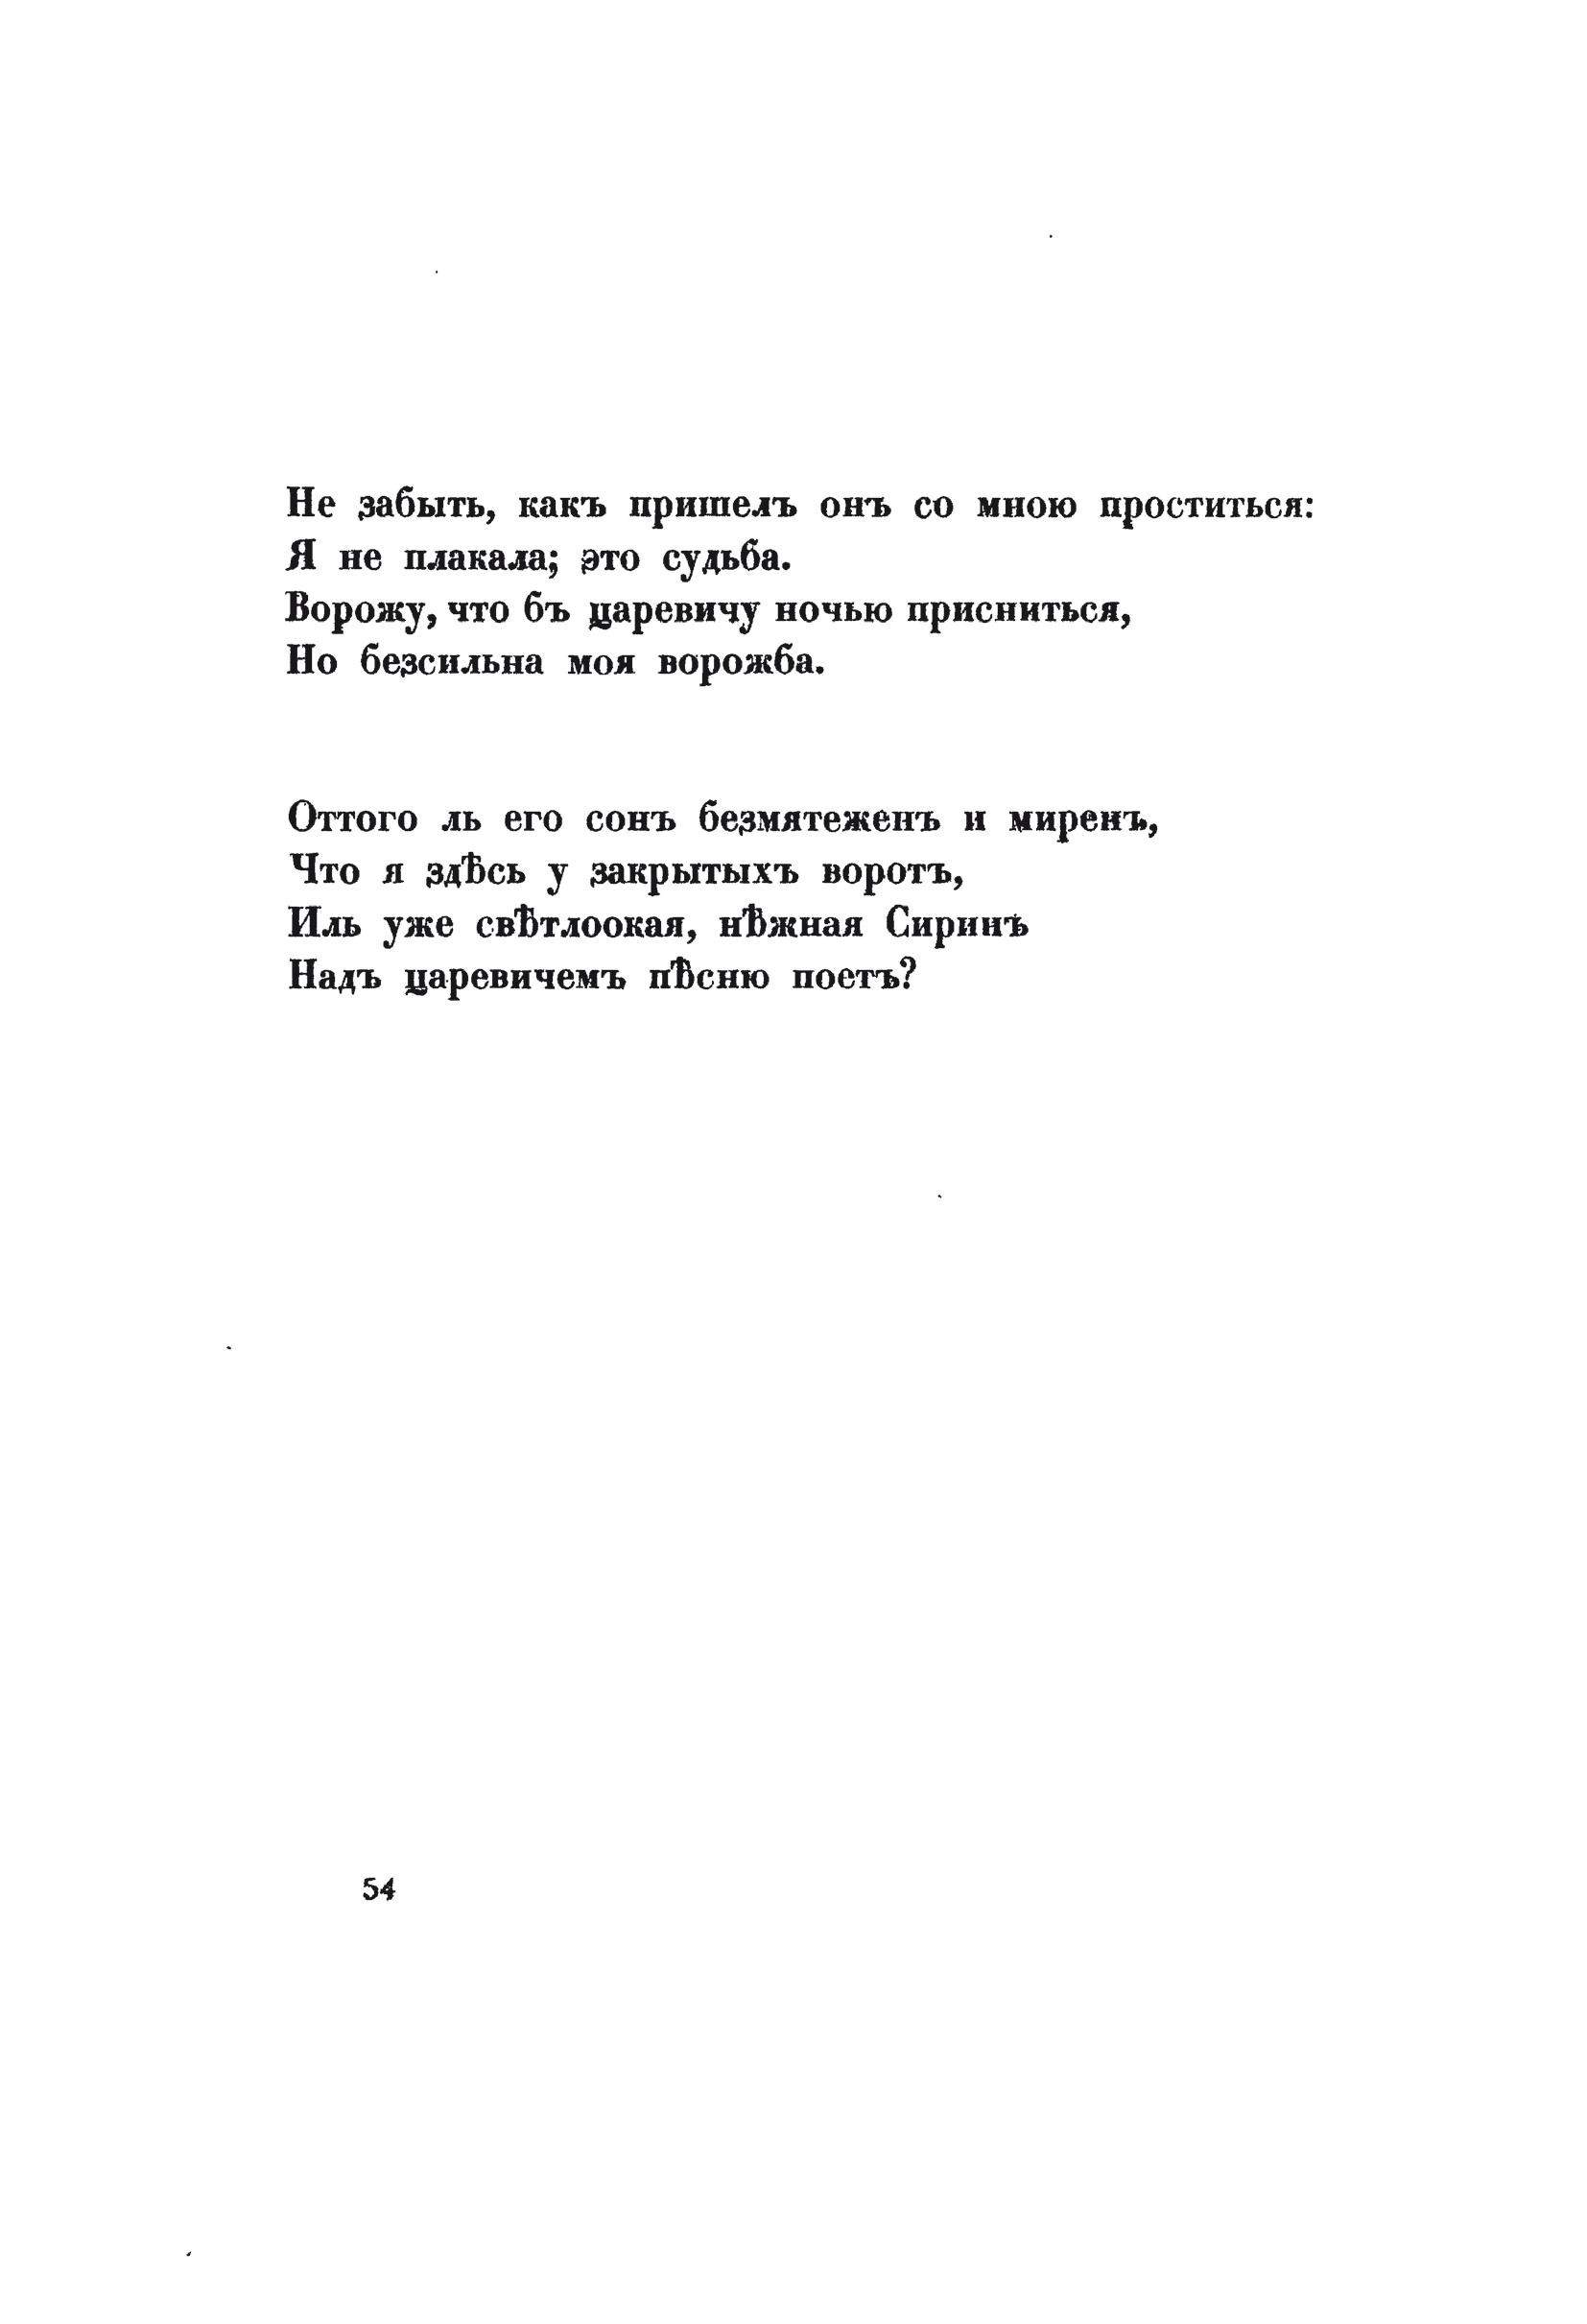 Не забыть, какъ пришелъ онъ со мною проститься:
Я не плакала; это судьба.
Ворожу, что бъ царевичу ночью присниться,
Но безсильна моя ворожба.
Оттого ль его сонъ безмятеженъ и миренъ,
Что я здѣсь у закрытыхъ воротъ,
Иль уже свѣтлоокая, нѣжная Сиринъ
Надъ царевичемъ пѣсню поетъ?
54